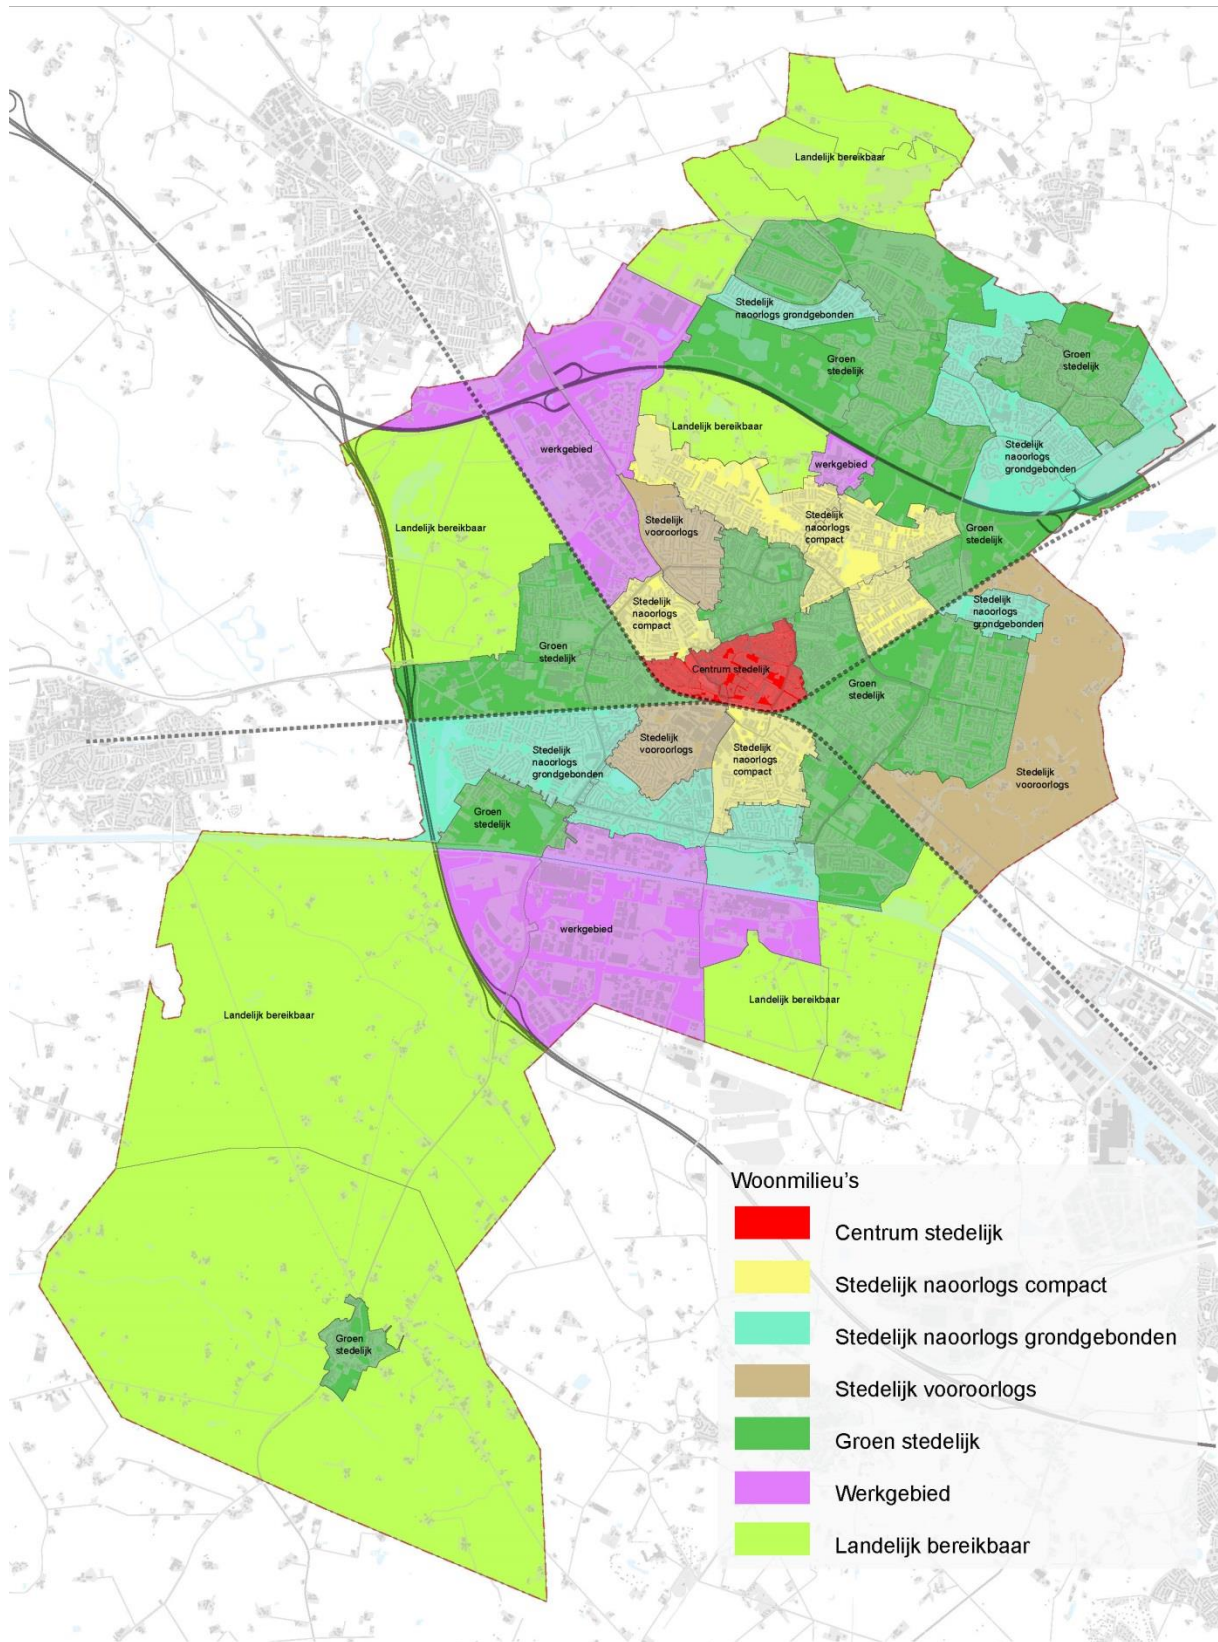 Landelijk bereikbaar
Stedelijk
naoorlogs grondgebonden
Groen
stedelijk
Groen
stedelijk
Landelijk bereikbaar
werkgebied
werkgebied
Stedelijk
naoorlogs
grondgebonden
Landelijk bereikbaar
Stedelijk
vooroorlogs
Stedelijk
naoorlogs
compact
Groen
stedelijk
Stedelijk
naoorlogs
compact
Stedelijk
naoorlogs
grondgebonden
Groen
stedelijk
Centrum stedelijk
Groen
stedelijk
Stedelijk
naoorlogs
grondgebonden
Stedelijk
vooroorlogs
Stedelijk
naoorlogs
compact
Stedelijk
vooroorlogs
Groen
stedelijk
werkgebied
Landelijk bereikbaar
Landelijk bereikbaar
Groen
stedelijk
Woonmilieu's
Centrum stedelijk
Stedelijk naoorlogs compact
Stedelijk naoorlogs grondgebonden
Stedelijk vooroorlogs
Groen stedelijk
Werkgebied
Landelijk bereikbaar